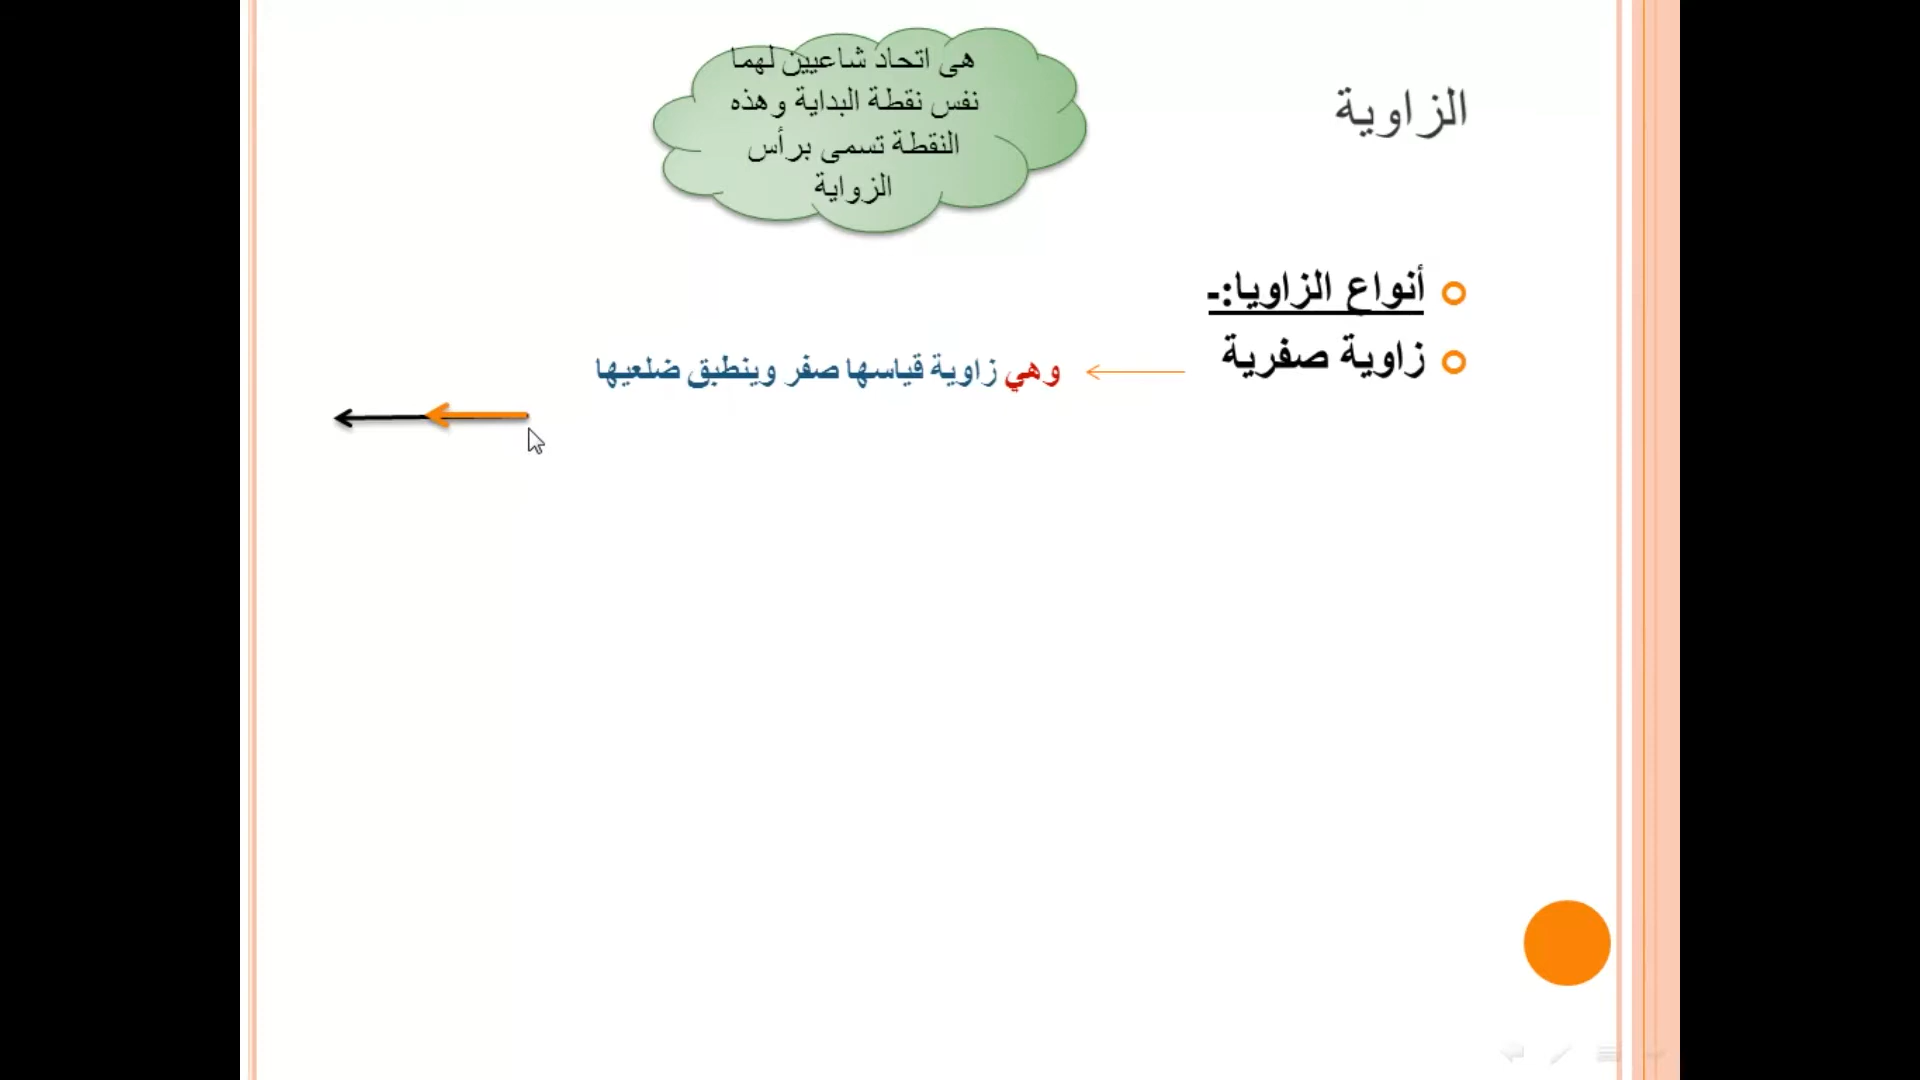 الزاوية
هى اتحاد شاعيين لهما
نفس نقطة البداية وهذه
النقطة تسمى برأس
الزواية
أنواع الزاويا:-
زاوية صفرية
وهي زاوية قياسها صفر وينطبق ضلعيها